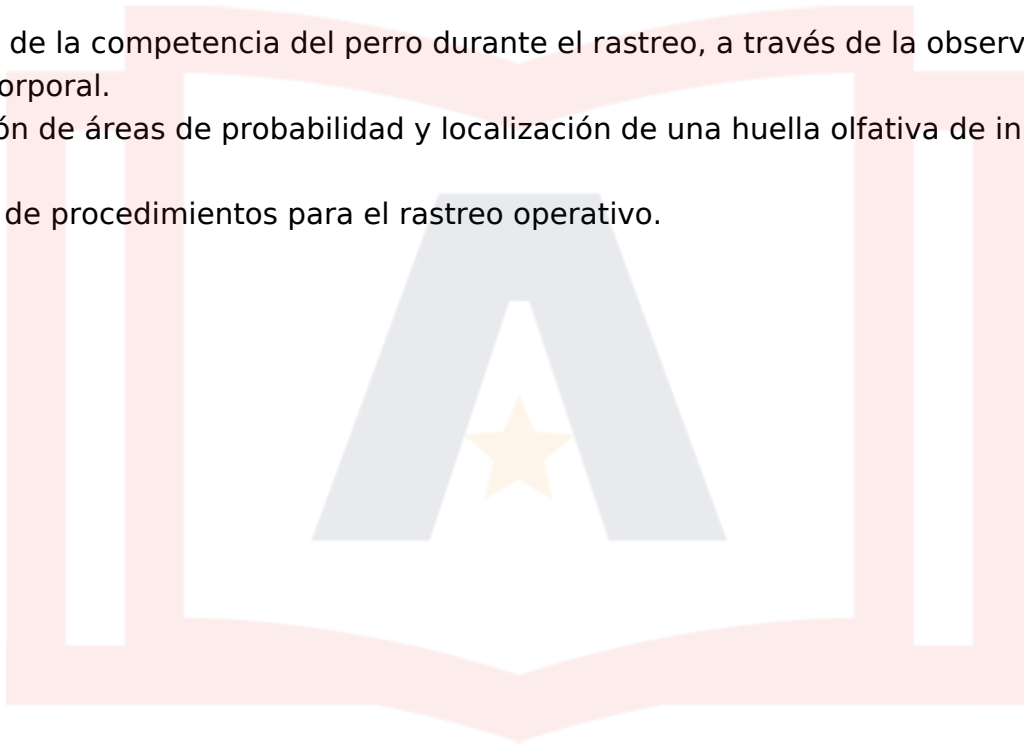 de la competencia del perro durante el rastreo, a través de la observ
orporal.
ón de áreas de probabilidad y localización de una huella olfativa de in
de procedimientos para el rastreo operativo.